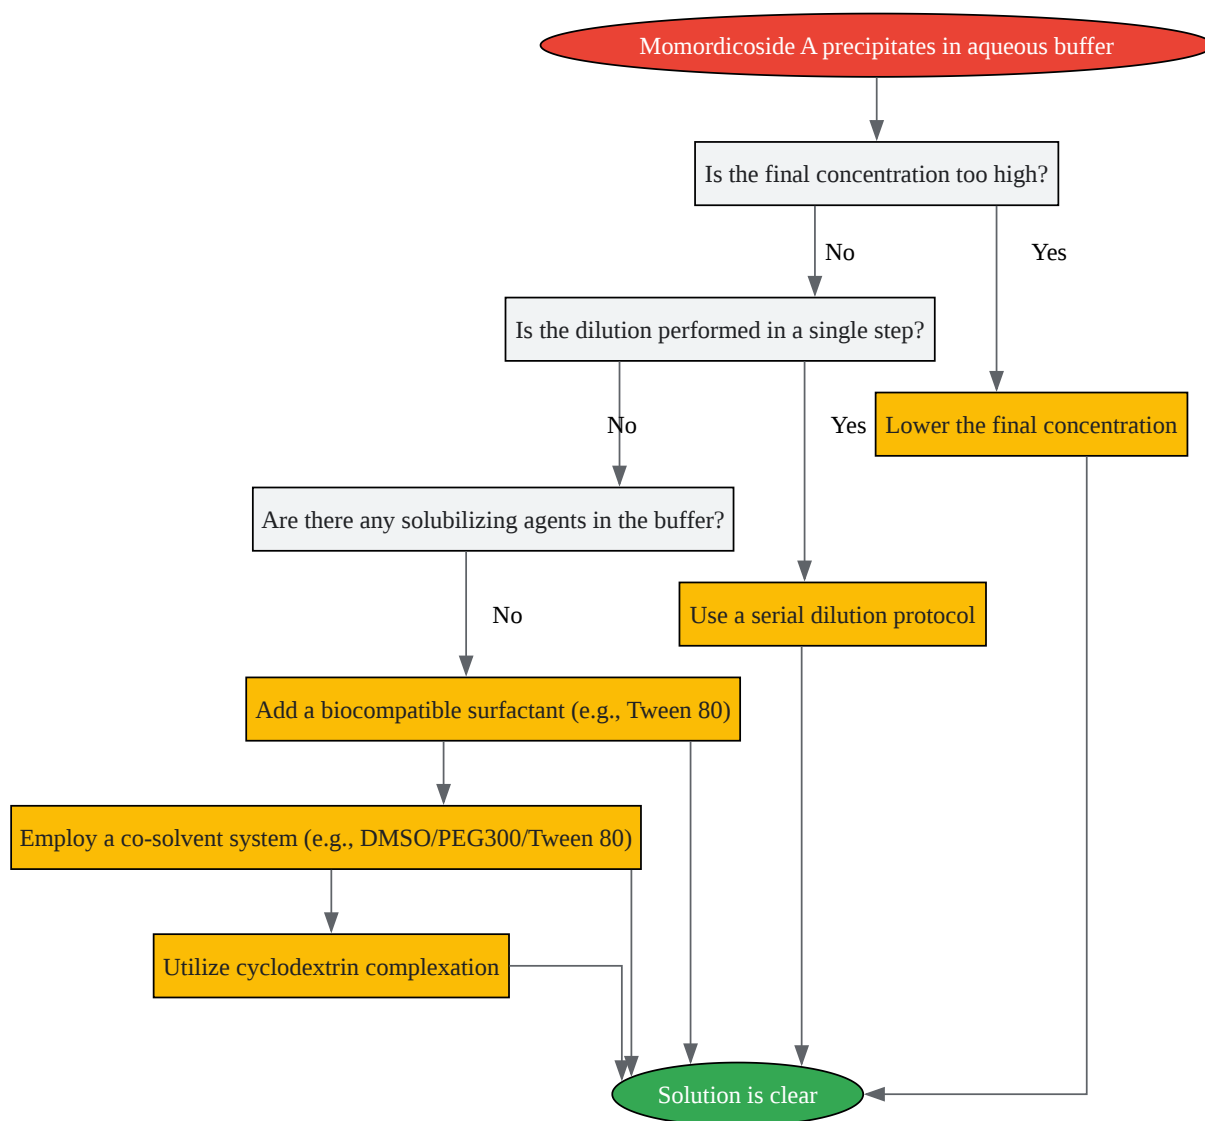 Momordicoside A precipitates in aqueous buffer
Is the final concentration too high?
No
Yes
Is the dilution performed in a single step?
No
Yes
Lower the final concentration
Are there any solubilizing agents in the buffer?
No
Use a serial dilution protocol
Add a biocompatible surfactant (e.g., Tween 80)
Employ a co-solvent system (e.g., DMSO/PEG300/Tween 80)
Utilize cyclodextrin complexation
Solution is clear